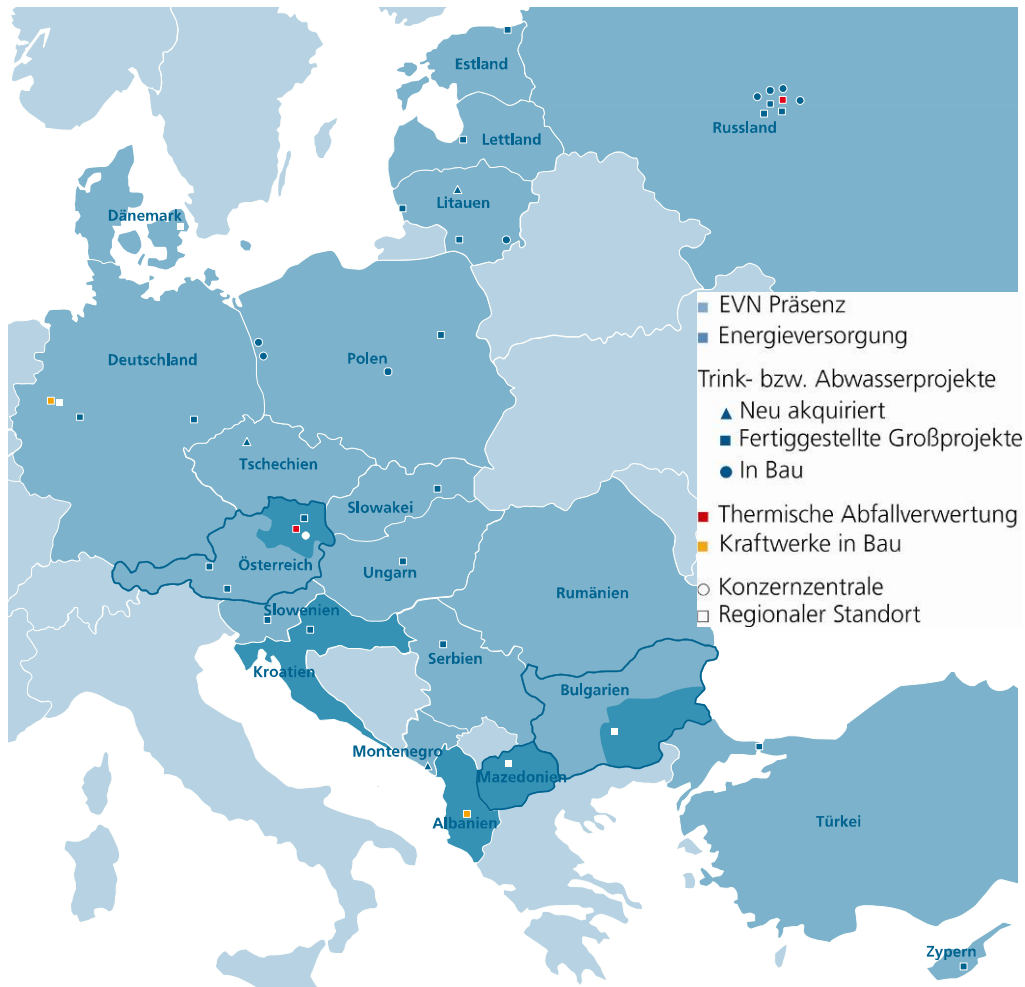 Estland
Russland
Lettland
Litauen
Dänemark
EVN Präsenz
Energieversorgung
Deutschland
Polen
Trink- bzw. Abwasserprojekte
Neu akquiriert
Fertiggestellte Großprojekte
In Bau
Tschechien
Slowakei
Thermische Abfallverwertung
Kraftwerke in Bau
Österreich
Ungarn
Rumänien
Konzernzentrale
Regionaler Standort
Slowenien
Serbien
Kroatien
Bulgarien
Montenegro
Mazedonien
Albanien
Türkei
Zypern